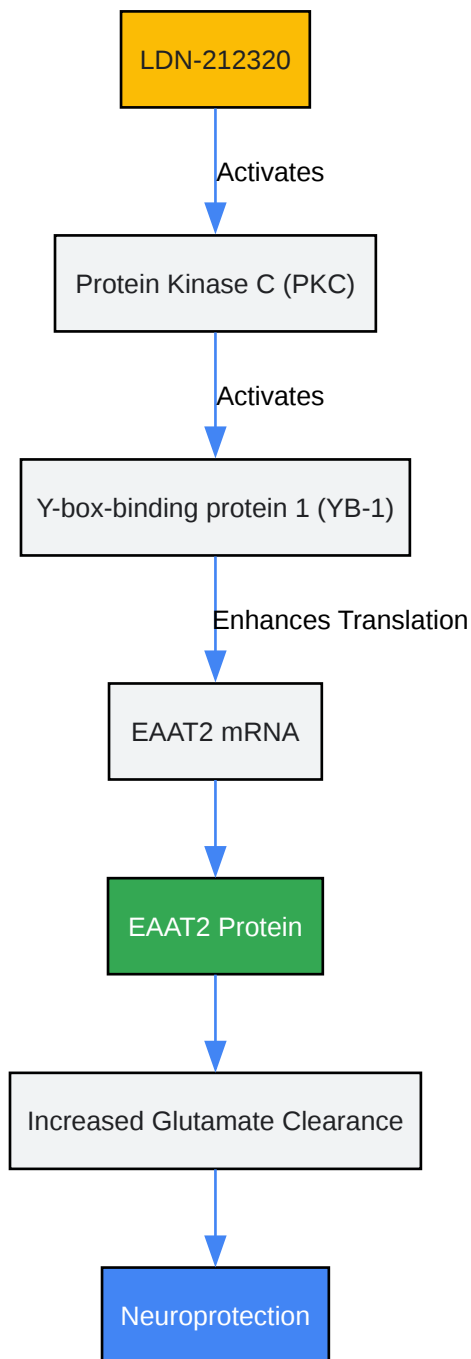 LDN-212320
Activates
Protein Kinase C (PKC)
Activates
Y-box-binding protein 1 (YB-1)
Enhances Translation
EAAT2 mRNA
EAAT2 Protein
Increased Glutamate Clearance
Neuroprotection